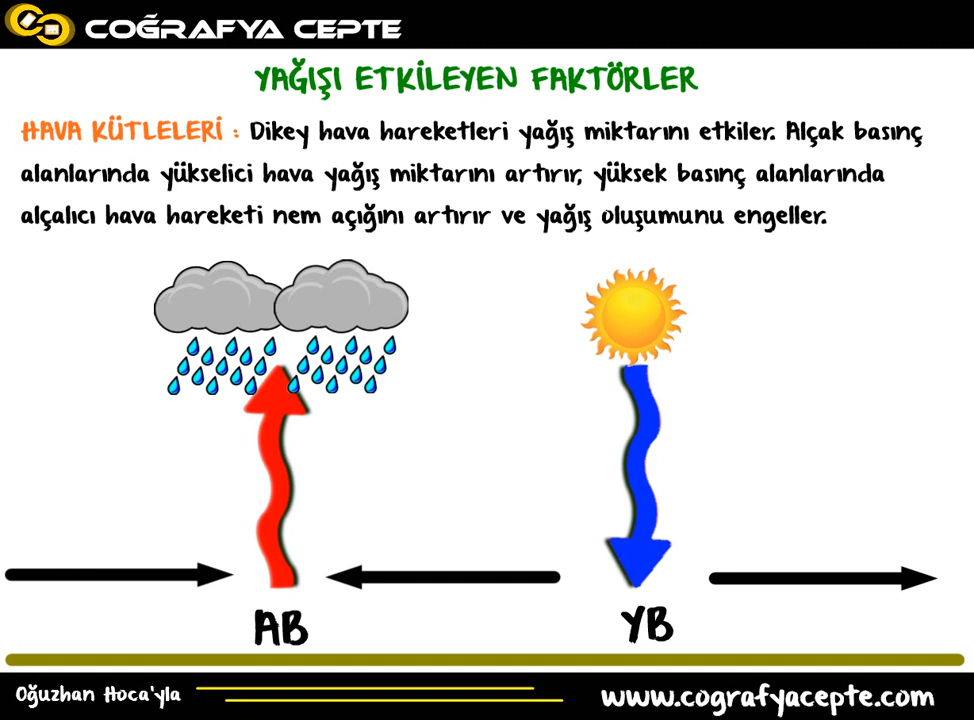 COĞRAFYA CEPTE
YAĞIŞI ETKİLEYEN FAKTÖRLER
HAVA KÜTLELERİ : Dikey hava hareketleri yağış miktarını etkiler. Alçak basınç
alanlarında yükselici hava yağış miktarını artırır, yüksek basınç alanlarında
alçalıcı hava hareketi nem açığını artırır ve yağış oluşumunu engeller.
AB
YB
Oğuzhan Hoca'yla
www.cografyacepte.com